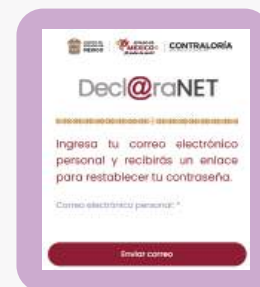 MÉXICO
CONTRALORÍA
Decl@raNET
Ingresa tu correo electrónico
personal y recibirás un enlace
para restablecer tu contraseña.
Correo electrónico personal: *
Enviar correo